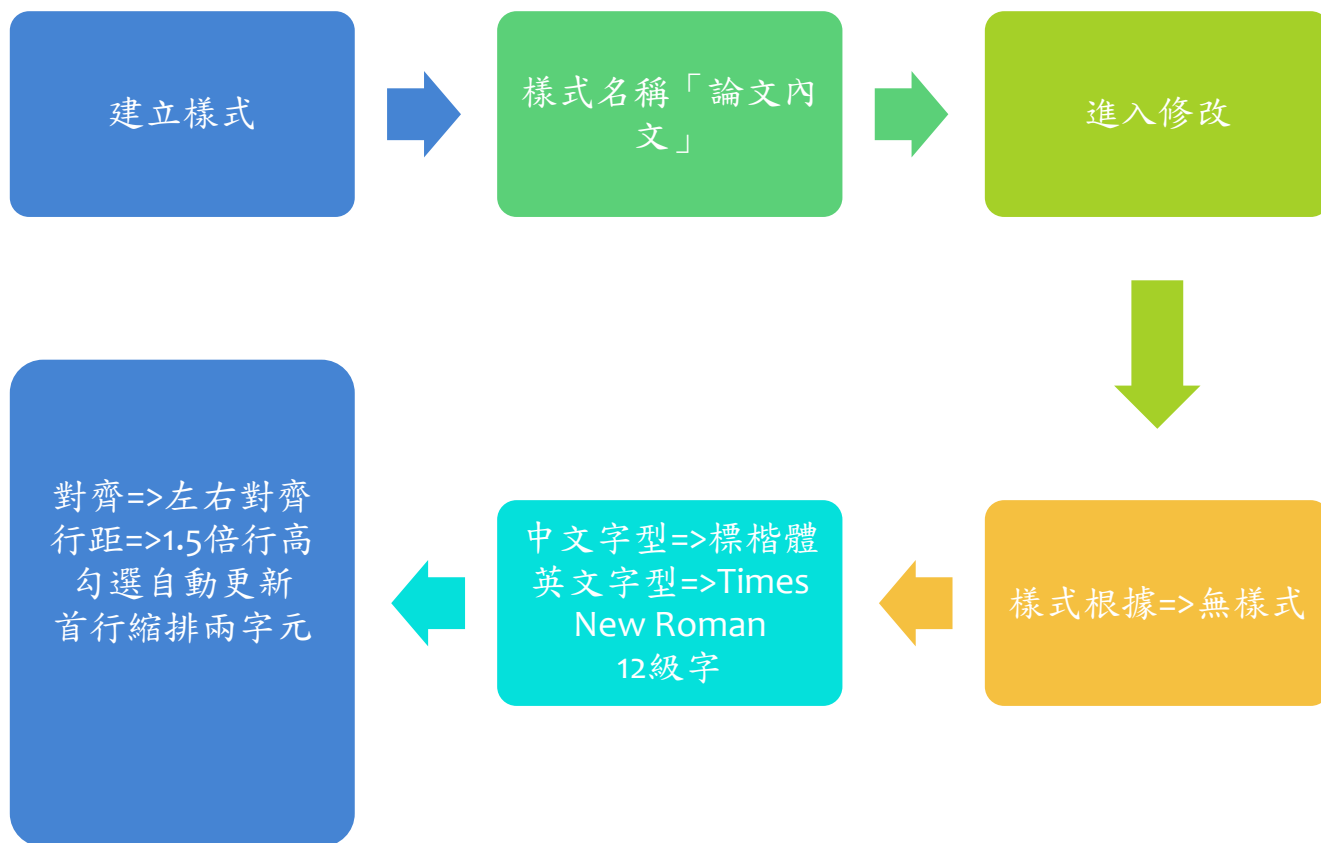 建立樣式
樣式名稱「論文內
文」
進入修改
樣式根據=>無樣式
中文字型=>標楷體
英文字型=>Times
New Roman
12級字
對齊=>左右對齊
行距=>1.5倍行高
勾選自動更新
首行縮排兩字元